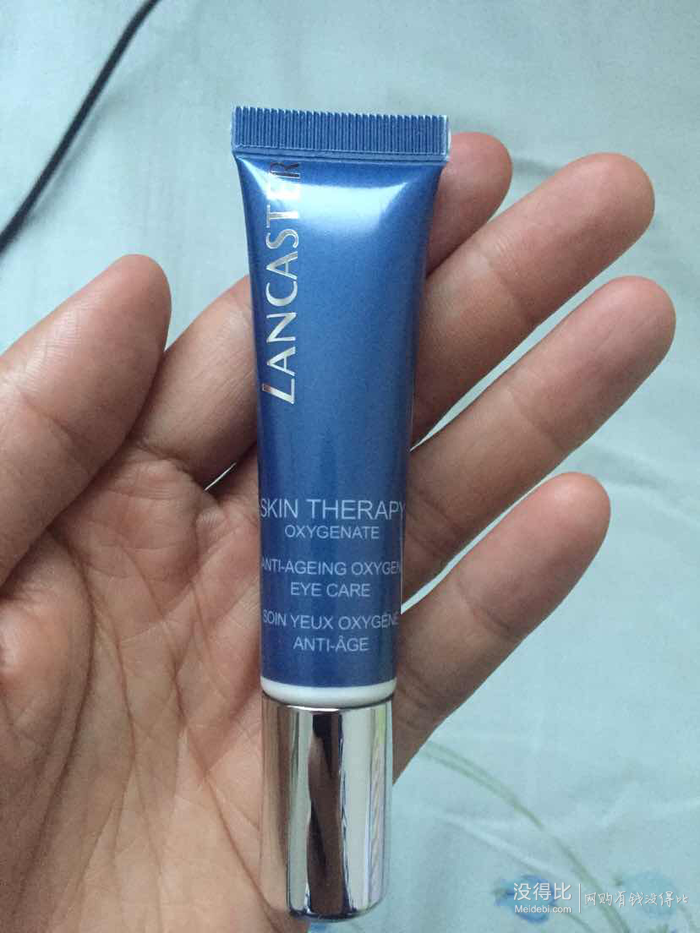 LANCASTER
SKIN THERAPY
OXYGENATE
ANTI-AGEING OXYGEN
EYE CARE
SOIN YEUX OXYGÈNE
ANTI-ÂGE
没得比 网购有钱没得比
Meidebi.com